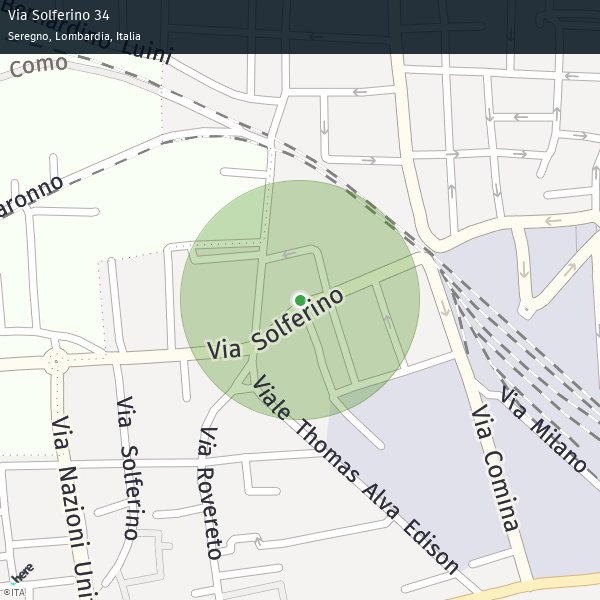 Via Solferino 34
Seregno, Lombardia, Italia
Bernardino Luini
Como
aronno
Via Solferino
Viale Thomas Alva Edison
Via Milano
Via Comina
Via Solferino
Via Rovereto
Via Nazioni Uni
here
©ITA